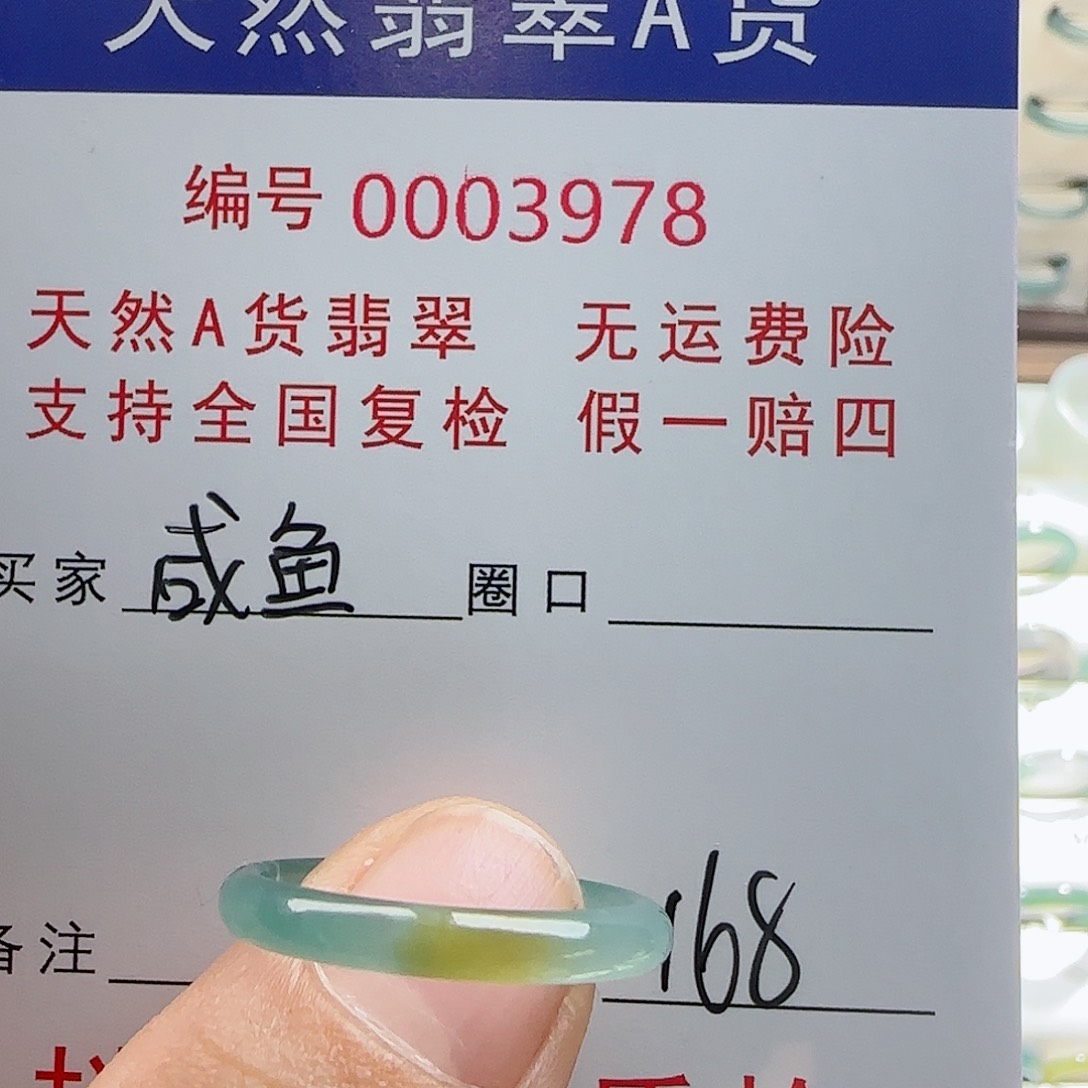 天然翡翠A货
编号 0003978
天然A货翡翠 无运费险
支持全国复检 假一赔四
买家 咸鱼 圈口
备注 168